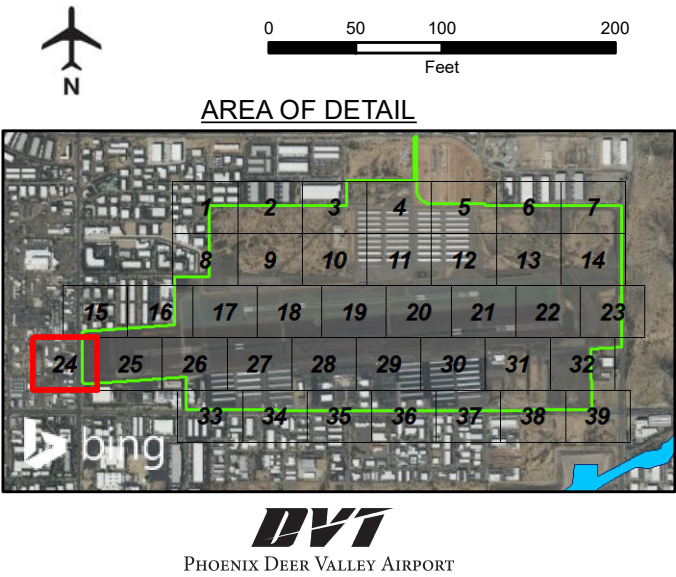 0 50 100 200
Feet
N
AREA OF DETAIL
1 2 3 4 5 6 7
8 9 10 11 12 13 14
15 16 17 18 19 20 21 22 23
24 25 26 27 28 29 30 31 32
33 34 35 36 37 38 39
bing
DVT
PHOENIX DEER VALLEY AIRPORT